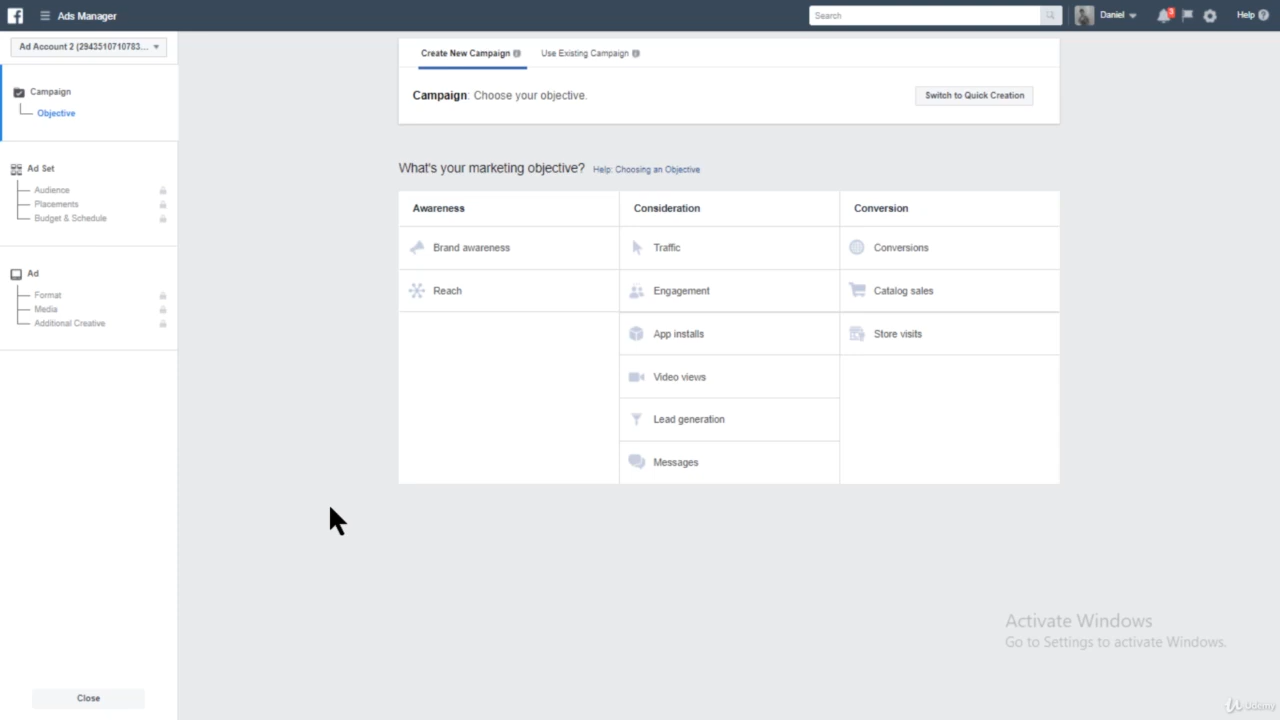 Ads Manager
Search
Daniel
3
Help
Ad Account 2 (2943510710783...
Campaign
Objective
Ad Set
Audience
Placements
Budget & Schedule
Ad
Format
Media
Additional Creative
Close
Create New Campaign
Use Existing Campaign
Campaign: Choose your objective.
Switch to Quick Creation
What's your marketing objective? Help: Choosing an Objective
Awareness
Consideration
Conversion
Brand awareness
Traffic
Conversions
Reach
Engagement
Catalog sales
App installs
Store visits
Video views
Lead generation
Messages
Activate Windows
Go to Settings to activate Windows.
Udemy